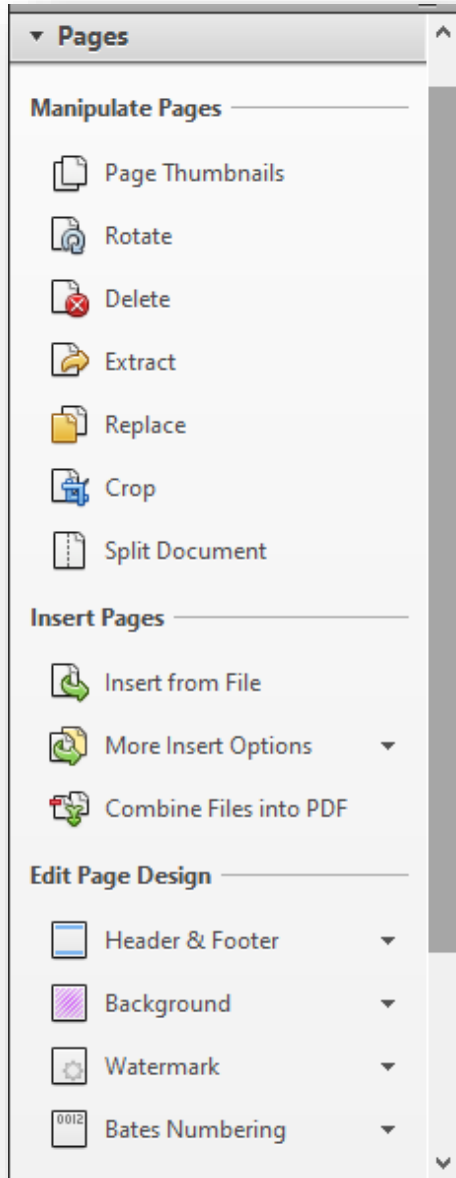 Pages
Manipulate Pages
Page Thumbnails
Rotate
Delete
Extract
Replace
Crop
Split Document
Insert Pages
Insert from File
More Insert Options
Combine Files into PDF
Edit Page Design
Header & Footer
Background
Watermark
0012
Bates Numbering